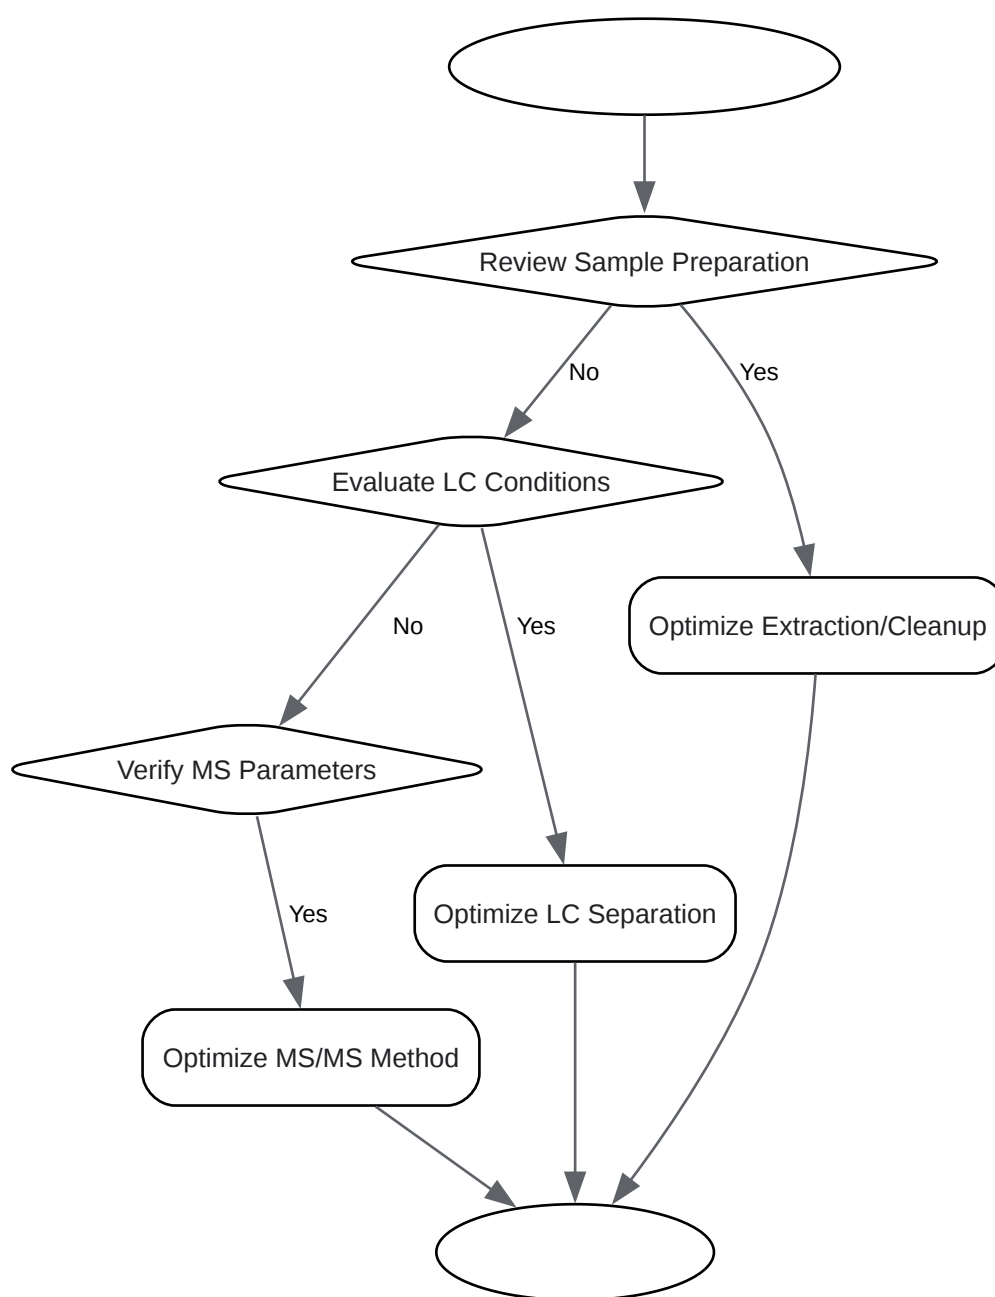 Review Sample Preparation
No
Yes
Evaluate LC Conditions
No
Yes
Optimize Extraction/Cleanup
Verify MS Parameters
Yes
Optimize LC Separation
Optimize MS/MS Method